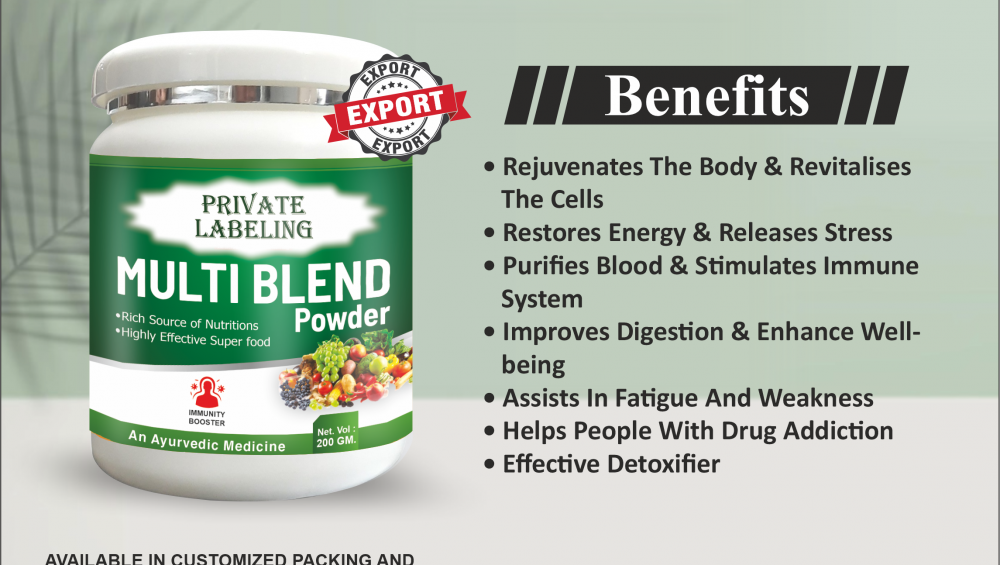 EXPORT
EXPORT
EXPORT
PRIVATE
LABELING
MULTI BLEND
Powder
•Rich Source of Nutritions
•Highly Effective Super food
IMMUNITY
BOOSTER
Net. Vol :
200 GM.
An Ayurvedic Medicine
Benefits
• Rejuvenates The Body & Revitalises
The Cells
• Restores Energy & Releases Stress
• Purifies Blood & Stimulates Immune
System
• Improves Digestion & Enhance Well-
being
• Assists In Fatigue And Weakness
• Helps People With Drug Addiction
• Effective Detoxifier
AVAILABLE IN CUSTOMIZED PACKING AND